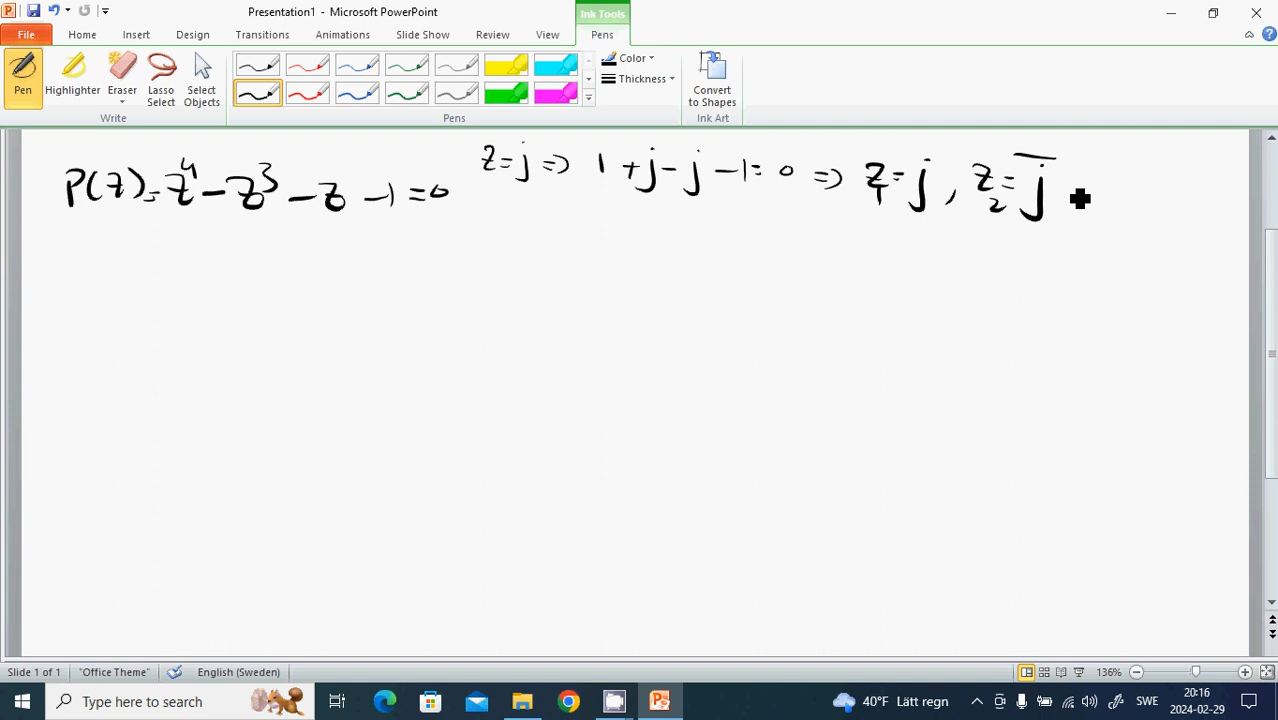 Presentation1 - Microsoft PowerPoint
Ink Tools
File Home Insert Design Transitions Animations Slide Show Review View Pens
Pen Highlighter Eraser Lasso Select Select Objects
Color
Thickness
Convert to Shapes
Write Pens Ink Art
z=j ⇒ 1 +j - j -1 = 0 ⇒ z₁=j , z₂=j̅
P(z)=z⁴-z³-z-1=0
Slide 1 of 1 "Office Theme" English (Sweden) 136%
Type here to search 40°F Lätt regn SWE 20:16
2024-02-29